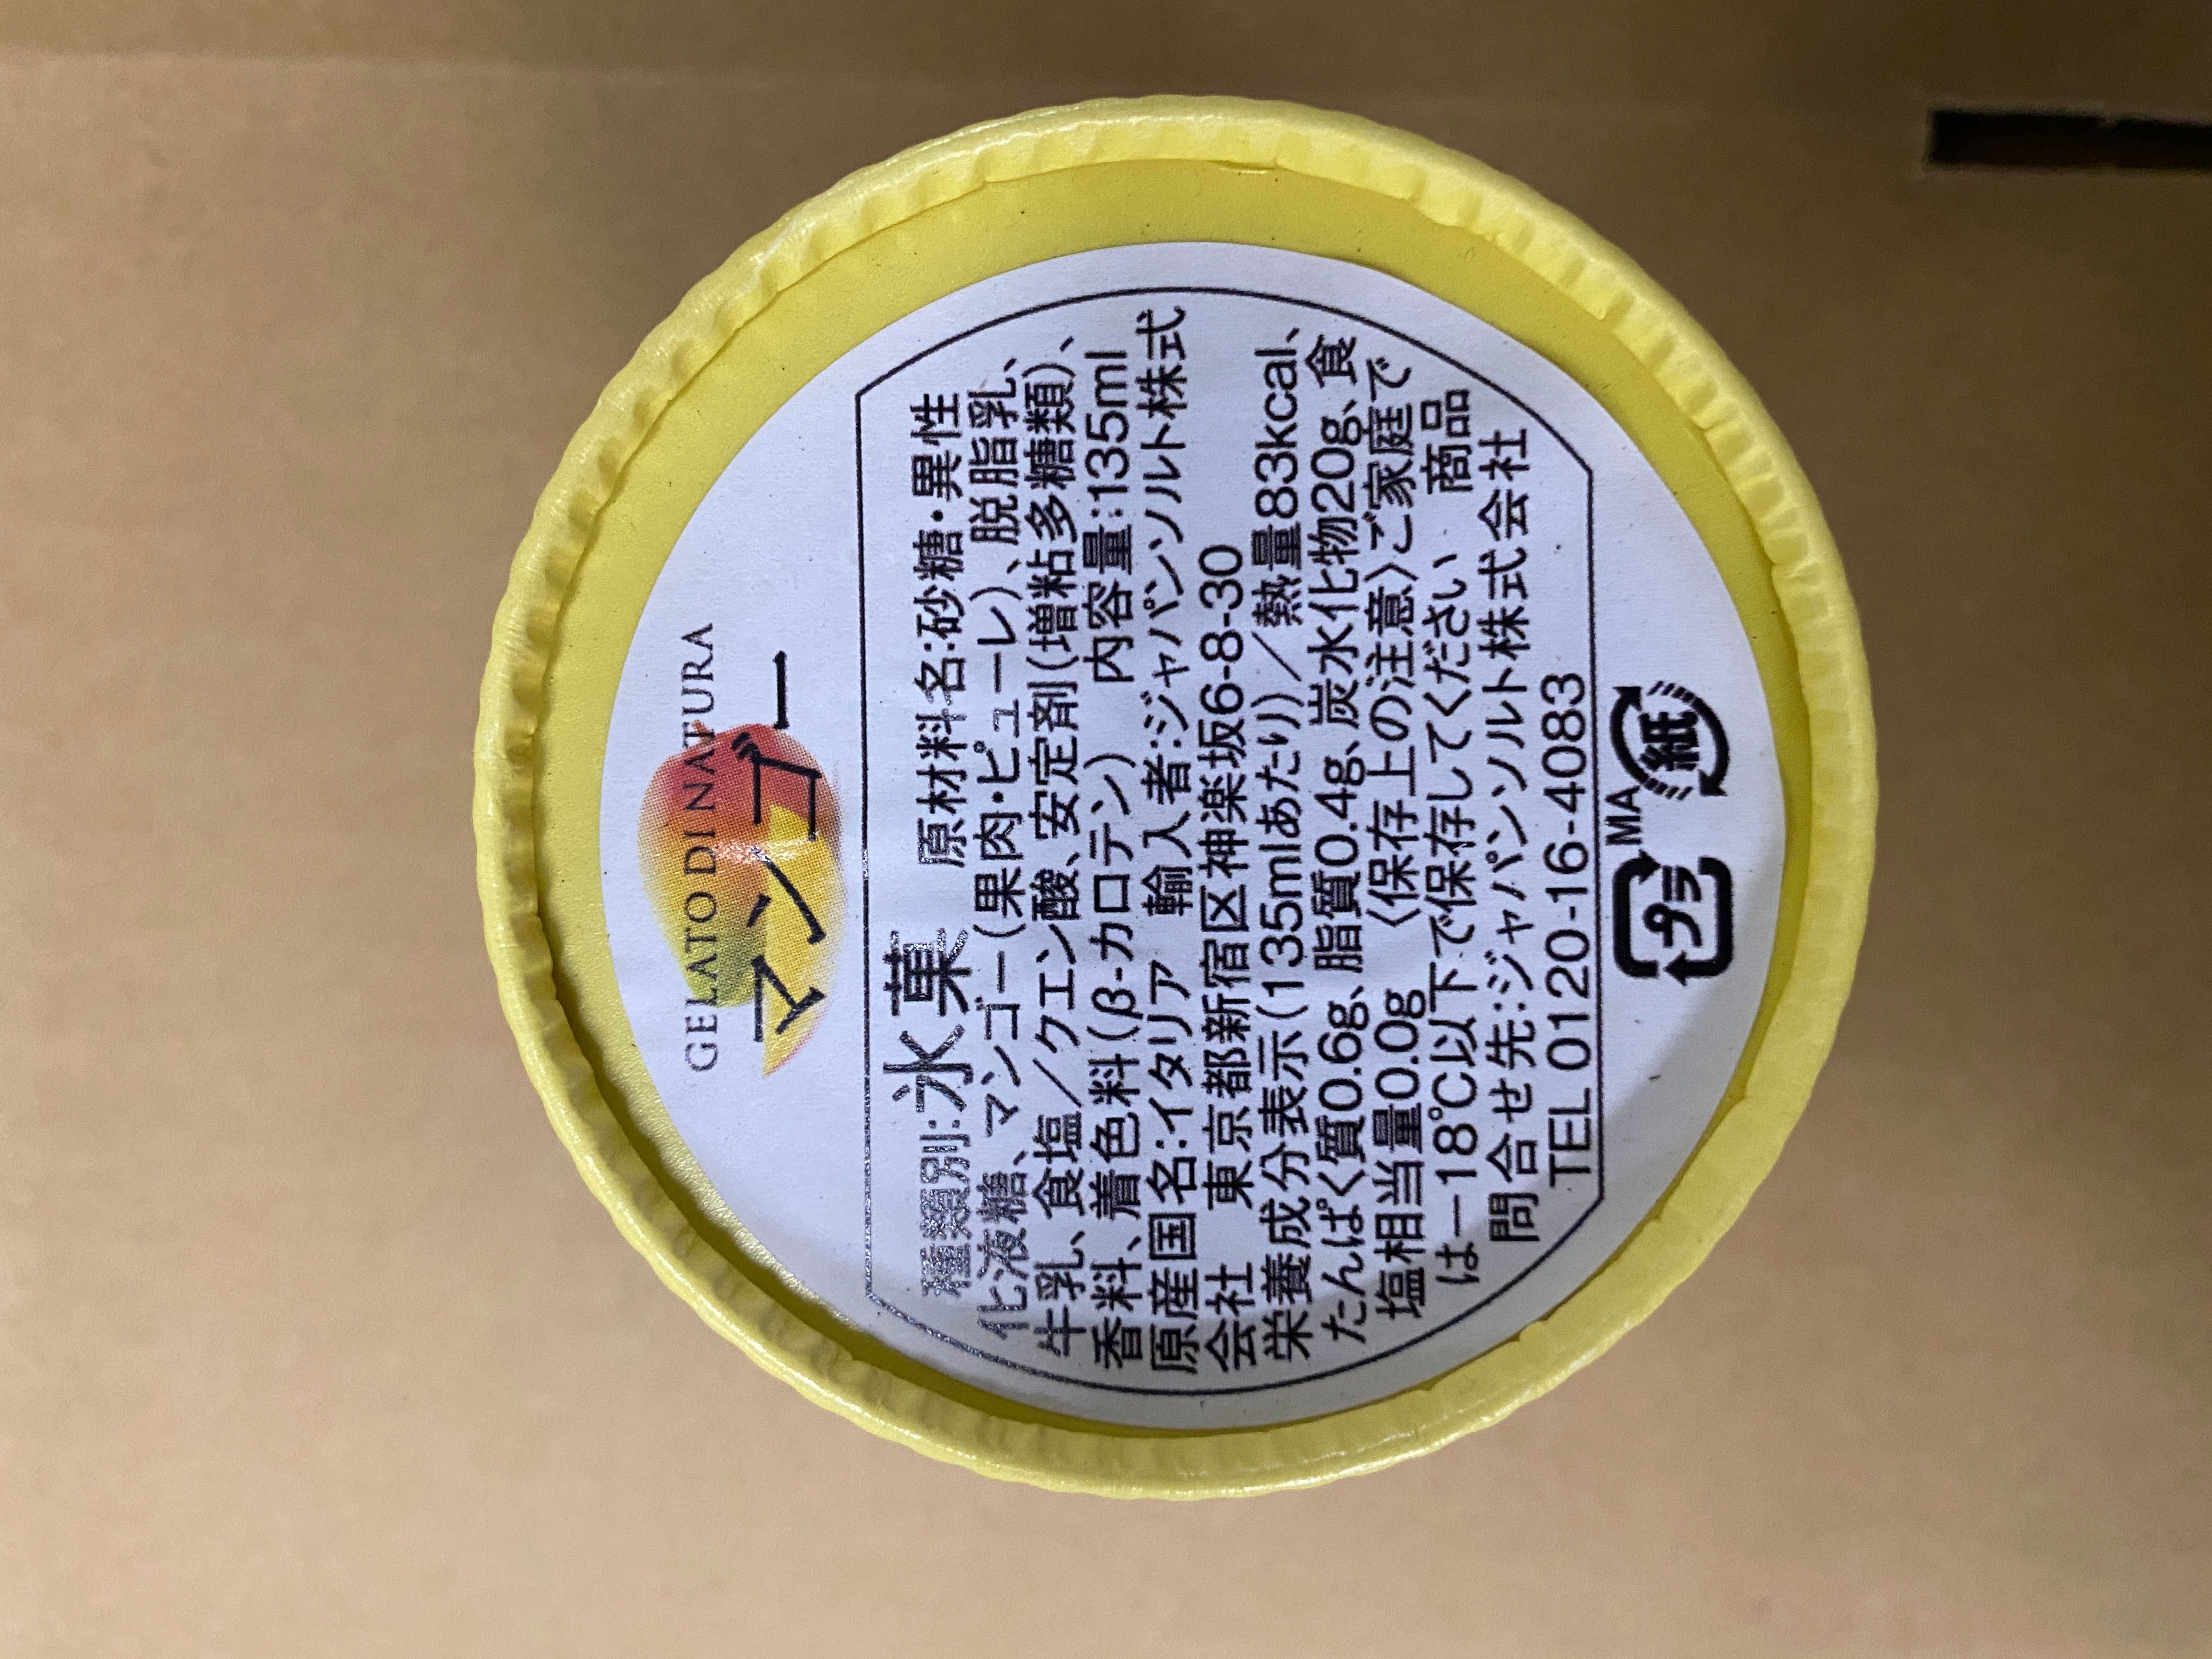 GELATO DI NATURA
マンゴー
種類別:氷菓 原材料名:砂糖・異性
化液糖、マンゴー(果肉・ピューレ)、脱脂乳、
牛乳、食塩/クエン酸、安定剤(増粘多糖類)、
香料、着色料(β-カロテン) 内容量:135ml
原産国名:イタリア 輸入者:ジャパンソルト株式
会社 東京都新宿区神楽坂6-8-30
栄養成分表示(135mlあたり)/熱量83kcal、
たんぱく質0.6g、脂質0.4g、炭水化物20g、食
塩相当量0.0g 〈保存上の注意〉ご家庭で
は−18℃以下で保存してください 商品
問合せ先:ジャパンソルト株式会社
TEL 0120-16-4083
プラ MA 紙